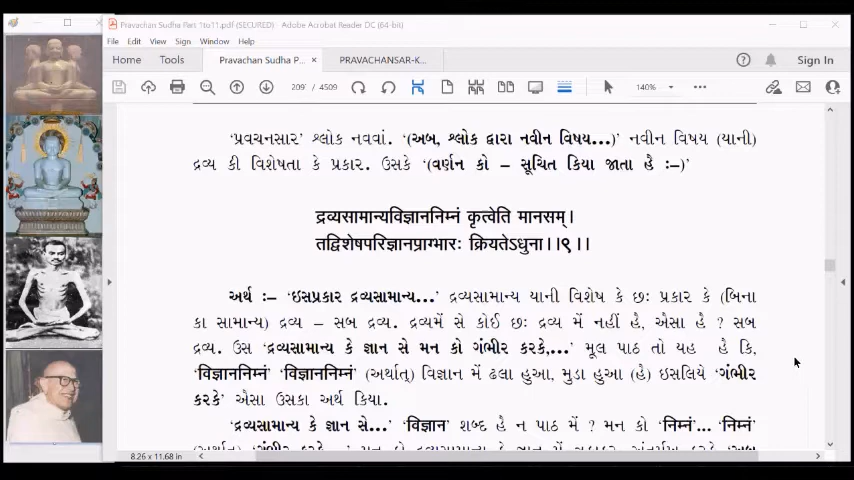 Pravachan Sudha Part 1to11.pdf (SECURED) - Adobe Acrobat Reader DC (64-bit)
File Edit View Sign Window Help
Home Tools Pravachan Sudha P... × PRAVACHANSAR-K... Sign In
209 / 4509 140%
‘પ્રવચનસાર’ શ્લોક નવવાં. ‘(અબ, શ્લોક દ્વારા નવીન વિષય...)’ નવીન વિષય (યાની)
દ્રવ્ય કી વિશેષતા કે પ્રકાર. ઉસકે ‘(વર્ણન કો – સૂચિત કિયા જાતા હૈ :–)’
द्रव्यसामान्यविज्ञाननिम्नं कृत्वेति मानसम्।
तद्विशेषपरिज्ञानप्राग्भारः क्रियतेऽधुना।।९।।
અર્થ :– ‘ઇસપ્રકાર દ્રવ્યસામાન્ય...’ દ્રવ્યસામાન્ય યાની વિશેષ કે છઃ પ્રકાર કે (બિના
કા સામાન્ય) દ્રવ્ય – સબ દ્રવ્ય. દ્રવ્યમેં સે કોઈ છઃ દ્રવ્ય મેં નહીં હૈ, ઐસા હૈ ? સબ
દ્રવ્ય. ઉસ ‘દ્રવ્યસામાન્ય કે જ્ઞાન સે મન કો ગંભીર કરકે,...’ મૂલ પાઠ તો યહ હૈ કિ,
‘વિજ્ઞાનનિમ્નં’ ‘વિજ્ઞાનનિમ્નં’ (અર્થાત્) વિજ્ઞાન મેં ઢલા હુઆ, મુડા હુઆ (હૈ) ઇસલિયે ‘ગંભીર
કરકે’ ઐસા ઉસકા અર્થ કિયા.
‘દ્રવ્યસામાન્ય કે જ્ઞાન સે...’ ‘વિજ્ઞાન’ શબ્દ હૈ ન પાઠ મેં ? મન કો ‘નિમ્નં’... ‘નિમ્નં’
8.26 x 11.68 in